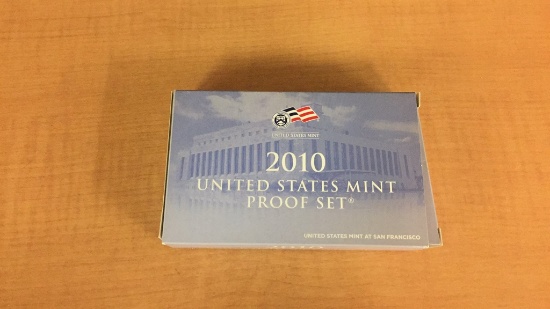 UNITED STATES MINT
2010
UNITED STATES MINT
PROOF SET®
UNITED STATES MINT AT SAN FRANCISCO